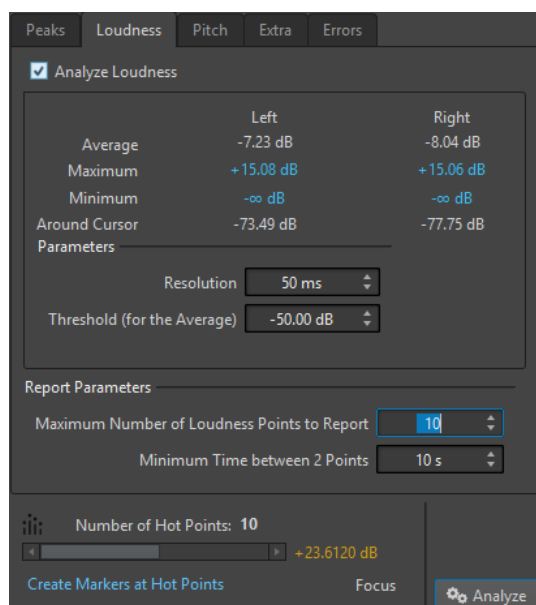 Peaks Loudness Pitch Extra Errors
Analyze Loudness
Left Right
Average -7.23 dB -8.04 dB
Maximum +15.08 dB +15.06 dB
Minimum -∞ dB -∞ dB
Around Cursor -73.49 dB -77.75 dB
Parameters
Resolution 50 ms
Threshold (for the Average) -50.00 dB
Report Parameters
Maximum Number of Loudness Points to Report 10
Minimum Time between 2 Points 10 s
Number of Hot Points: 10
+23.6120 dB
Create Markers at Hot Points Focus
Analyze